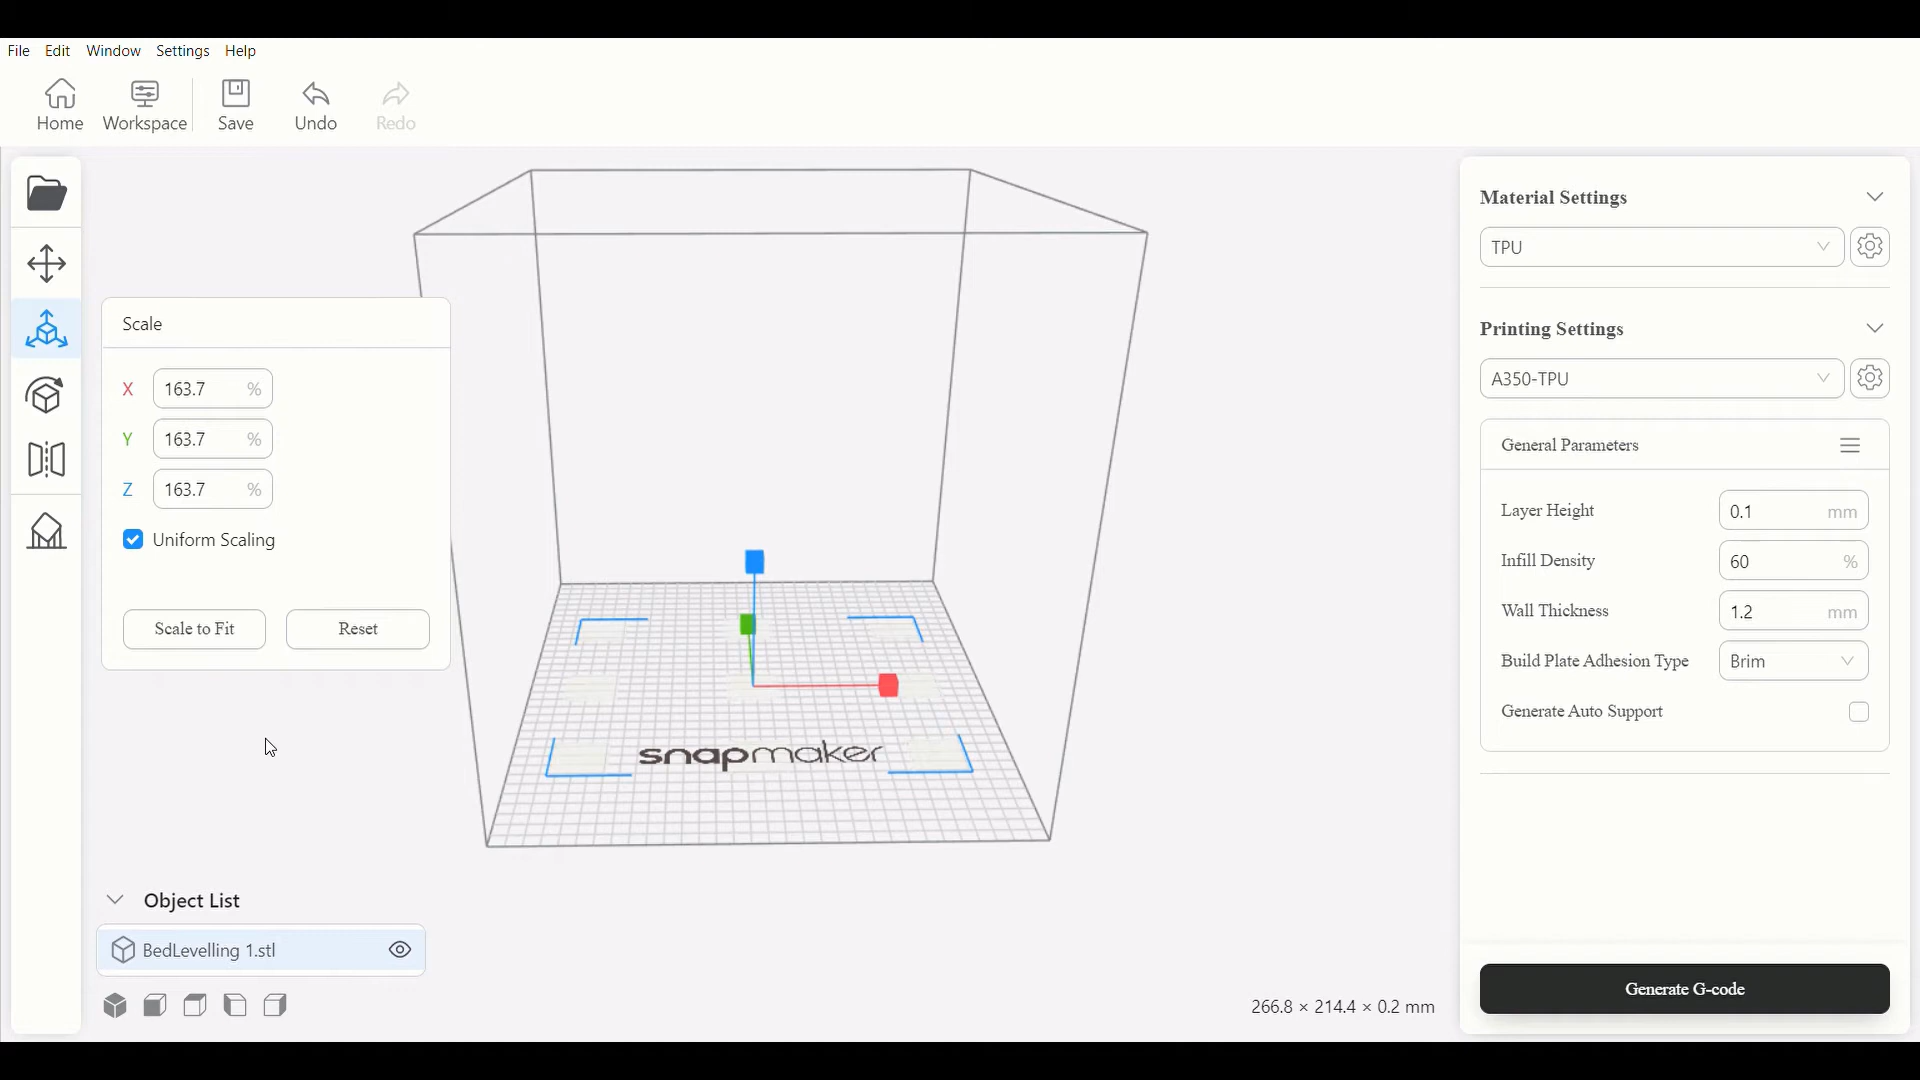 File Edit Window Settings Help
Home Workspace Save Undo Redo
Scale
X 163.7 %
Y 163.7 %
Z 163.7 %
Uniform Scaling
Scale to Fit Reset
snapmaker
Object List
BedLevelling 1.stl
266.8 × 214.4 × 0.2 mm
Material Settings
TPU
Printing Settings
A350-TPU
General Parameters
Layer Height 0.1 mm
Infill Density 60 %
Wall Thickness 1.2 mm
Build Plate Adhesion Type Brim
Generate Auto Support
Generate G-code